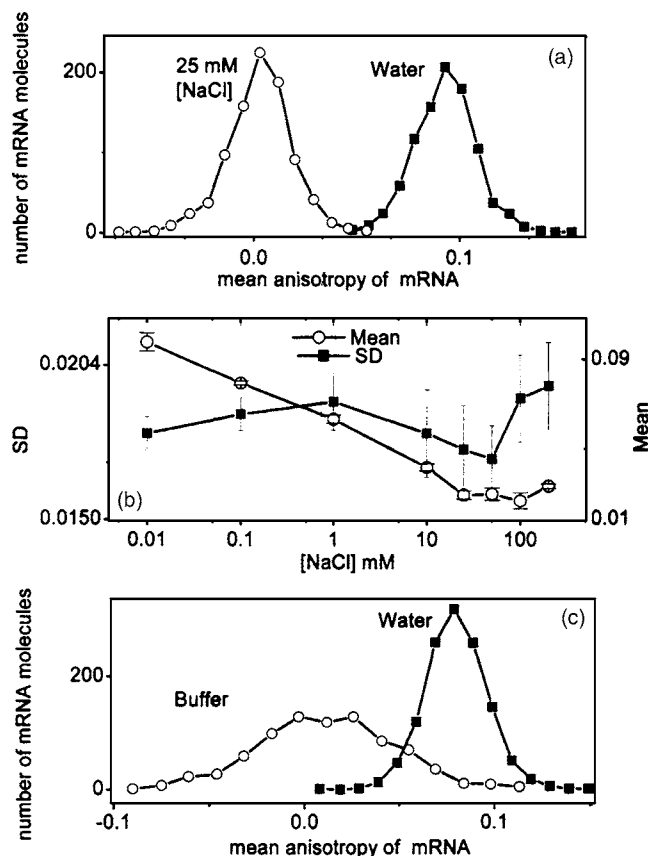 (a)
25 mM
[NaCl]
Water
number of mRNA molecules
200
0
0.0
0.1
mean anisotropy of mRNA
Mean
SD
0.0204
0.0150
SD
0.09
0.01
Mean
(b)
0.01
0.1
1
10
100
[NaCl] mM
(c)
Water
Buffer
number of mRNA molecules
200
0
-0.1
0.0
0.1
mean anisotropy of mRNA